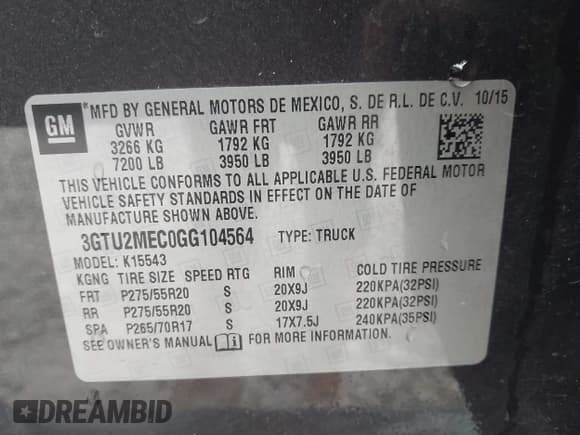 GM
*MFD BY GENERAL MOTORS DE MEXICO, S. DE R.L. DE C.V. 10/15
GVWR GAWR FRT GAWR RR
3266 KG 1792 KG 1792 KG
7200 LB 3950 LB 3950 LB
THIS VEHICLE CONFORMS TO ALL APPLICABLE U.S. FEDERAL MOTOR
VEHICLE SAFETY STANDARDS IN EFFECT ON THE DATE OF
MANUFACTURE SHOWN ABOVE.
3GTU2MEC0GG104564 TYPE: TRUCK
MODEL: K15543
KGNG TIRE SIZE SPEED RTG RIM COLD TIRE PRESSURE
FRT P275/55R20 S 20X9J 220KPA(32PSI)
RR P275/55R20 S 20X9J 220KPA(32PSI)
SPA P265/70R17 S 17X7.5J 240KPA(35PSI)
SEE OWNER'S MANUAL FOR MORE INFORMATION.
DREAMBID